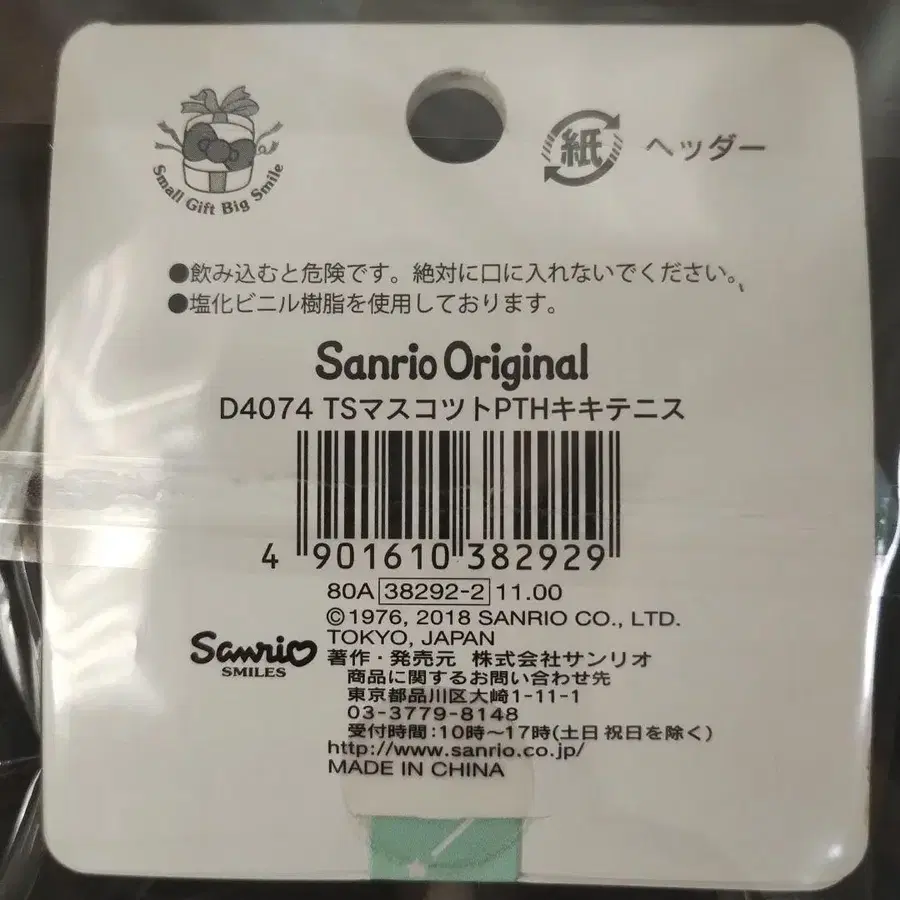 Small Gift Big Smile
紙 ヘッダー
●飲み込むと危険です。絶対に口に入れないでください。
●塩化ビニル樹脂を使用しております。
Sanrio Original
D4074 TSマスコツトPTHキキテニス
4 901610 382929
80A 38292-2 11.00
©1976, 2018 SANRIO CO., LTD.
TOKYO, JAPAN
Sanrio
SMILES
著作・発売元 株式会社サンリオ
商品に関するお問い合わせ先
東京都品川区大崎1-11-1
03-3779-8148
受付時間:10時~17時(土日 祝日を除く)
http://www.sanrio.co.jp/
MADE IN CHINA